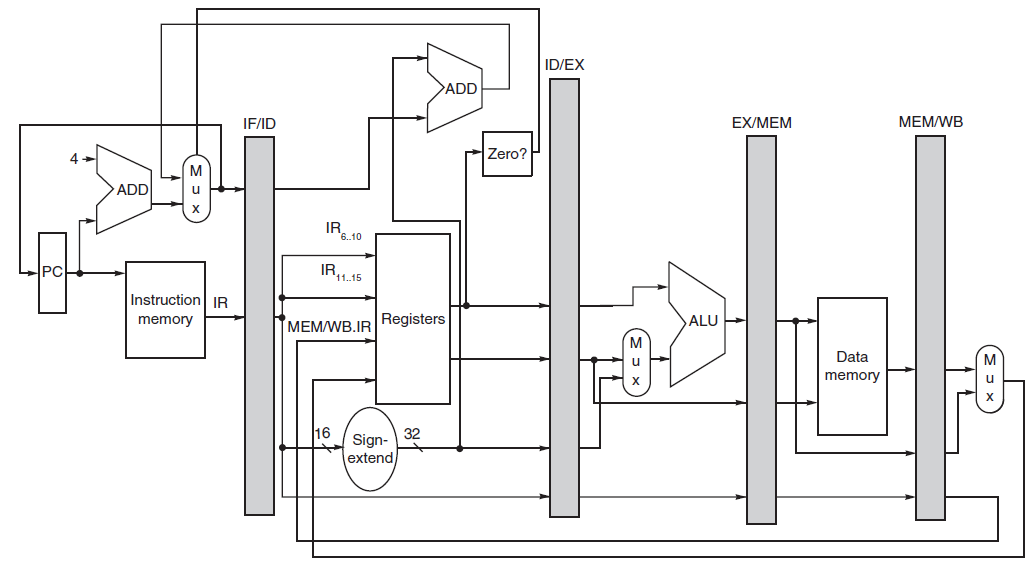 ID/EX
ADD
IF/ID
EX/MEM
MEM/WB
Zero?
4
ADD
M
u
x
IR6..10
PC
IR11..15
Instruction
memory
IR
MEM/WB.IR
Registers
ALU
M
u
x
Data
memory
M
u
x
16
Sign-
extend
32